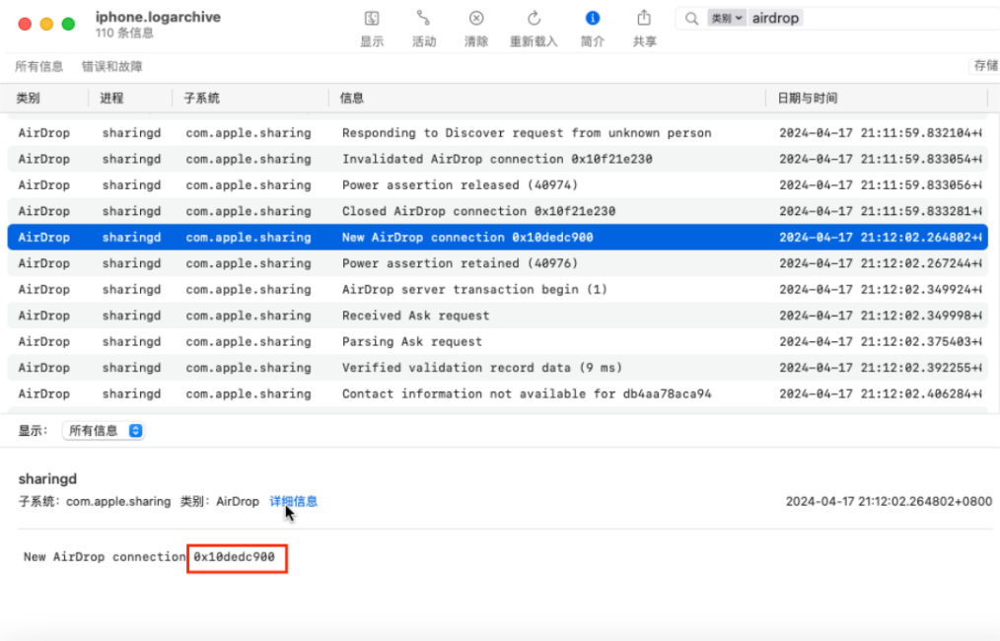 iphone.logarchive
110 条信息
显示 活动 清除 重新载入 简介 共享
类别 airdrop
所有信息 错误和故障 存储
类别 进程 子系统 信息 日期与时间
AirDrop sharingd com.apple.sharing Responding to Discover request from unknown person 2024-04-17 21:11:59.832104+
AirDrop sharingd com.apple.sharing Invalidated AirDrop connection 0x10f21e230 2024-04-17 21:11:59.833054+
AirDrop sharingd com.apple.sharing Power assertion released (40974) 2024-04-17 21:11:59.833056+
AirDrop sharingd com.apple.sharing Closed AirDrop connection 0x10f21e230 2024-04-17 21:11:59.833281+
AirDrop sharingd com.apple.sharing New AirDrop connection 0x10dedc900 2024-04-17 21:12:02.264802+
AirDrop sharingd com.apple.sharing Power assertion retained (40976) 2024-04-17 21:12:02.267244+
AirDrop sharingd com.apple.sharing AirDrop server transaction begin (1) 2024-04-17 21:12:02.349924+
AirDrop sharingd com.apple.sharing Received Ask request 2024-04-17 21:12:02.349998+
AirDrop sharingd com.apple.sharing Parsing Ask request 2024-04-17 21:12:02.375403+
AirDrop sharingd com.apple.sharing Verified validation record data (9 ms) 2024-04-17 21:12:02.392255+
AirDrop sharingd com.apple.sharing Contact information not available for db4aa78aca94 2024-04-17 21:12:02.406284+
显示： 所有信息
sharingd
子系统：com.apple.sharing 类别：AirDrop 详细信息 2024-04-17 21:12:02.264802+0800
New AirDrop connection 0x10dedc900